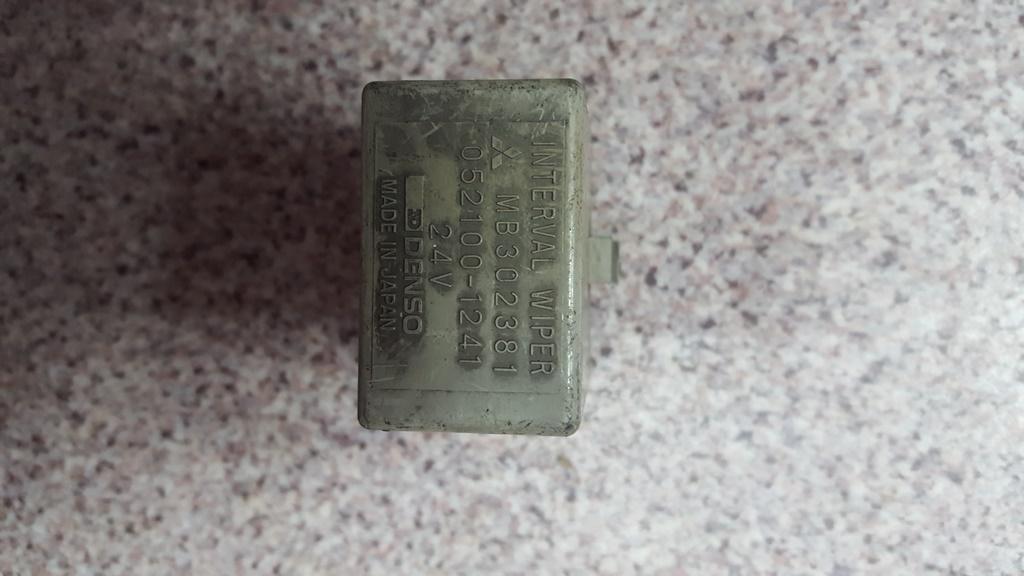 INTERVAL WIPER
MB302381
052100-1241
24V
DENSO
MADE IN JAPAN